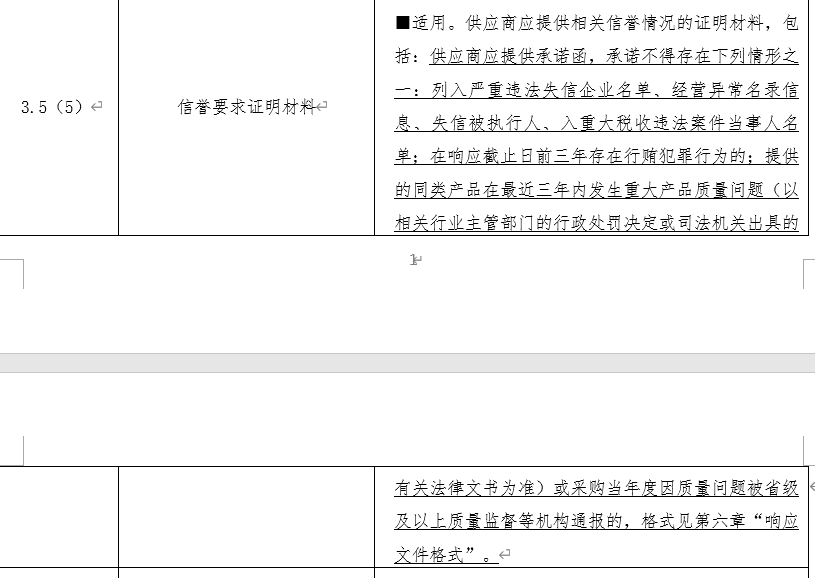 ■适用。供应商应提供相关信誉情况的证明材料，包
括：供应商应提供承诺函，承诺不得存在下列情形之
一：列入严重违法失信企业名单、经营异常名录信
3.5（5） 信誉要求证明材料
息、失信被执行人、入重大税收违法案件当事人名
单；在响应截止日前三年存在行贿犯罪行为的；提供
的同类产品在最近三年内发生重大产品质量问题（以
相关行业主管部门的行政处罚决定或司法机关出具的
1
有关法律文书为准）或采购当年度因质量问题被省级
及以上质量监督等机构通报的，格式见第六章“响应
文件格式”。